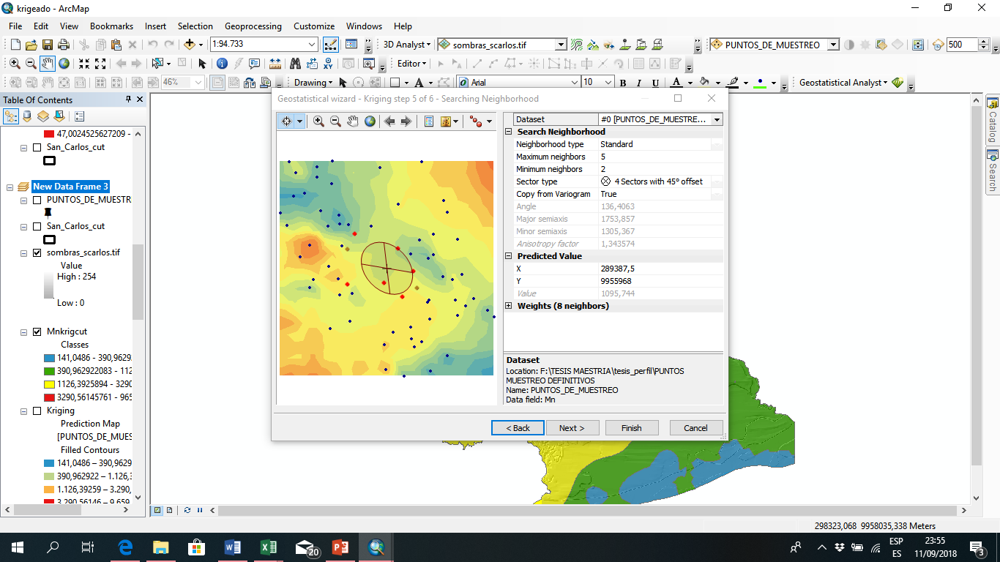 krigeado - ArcMap
File Edit View Bookmarks Insert Selection Geoprocessing Customize Windows Help
1:94.733 3D Analyst sombras_scarlos.tif PUNTOS_DE_MUESTREO 500
Editor
46% Drawing Arial 10 B I U A Geostatistical Analyst
Table Of Contents
47,0024525627209 -
San_Carlos_cut
New Data Frame 3
PUNTOS_DE_MUESTR
San_Carlos_cut
sombras_scarlos.tif
Value
High : 254
Low : 0
Mnkrigcut
Classes
141,0486 - 390,9629
390,962922083 - 112
1126,3925894 - 3290
3290,56145761 - 965
Kriging
Prediction Map
[PUNTOS_DE_MUES
Filled Contours
141,0486 – 390,9629
390,962922 – 1.126,3
1.126,39259 – 3.290,
3.290,56146 – 9.659
Geostatistical wizard - Kriging step 5 of 6 - Searching Neighborhood
Dataset #0 [PUNTOS_DE_MUESTRE...
Search Neighborhood
Neighborhood type Standard
Maximum neighbors 5
Minimum neighbors 2
Sector type 4 Sectors with 45° offset
Copy from Variogram True
Angle 136,4063
Major semiaxis 1753,857
Minor semiaxis 1305,367
Anisotropy factor 1,343574
Predicted Value
X 289387,5
Y 9955968
Value 1095,744
Weights (8 neighbors)
Dataset
Location: F:\TESIS MAESTRIA\tesis_perfil\PUNTOS
MUESTREO DEFINITIVOS
Name: PUNTOS_DE_MUESTREO
Data field: Mn
< Back Next > Finish Cancel
Catalog
Search
298323,068 9958035,338 Meters
20
ESP
ES
23:55
11/09/2018
3